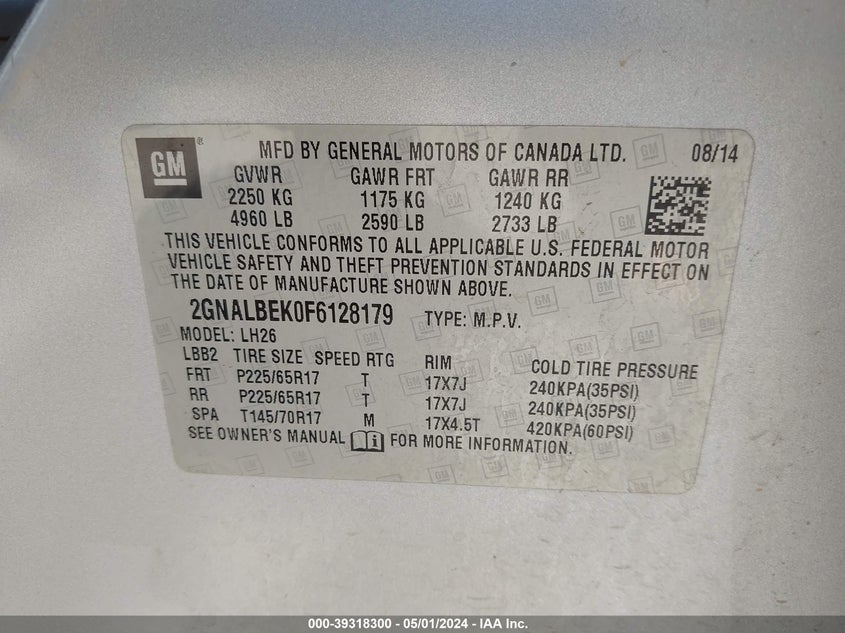 GM ® MFD BY GENERAL MOTORS OF CANADA LTD. 08/14
GVWR GAWR FRT GAWR RR
2250 KG 1175 KG 1240 KG
4960 LB 2590 LB 2733 LB
THIS VEHICLE CONFORMS TO ALL APPLICABLE U.S. FEDERAL MOTOR
VEHICLE SAFETY AND THEFT PREVENTION STANDARDS IN EFFECT ON
THE DATE OF MANUFACTURE SHOWN ABOVE.
2GNALBEK0F6128179 TYPE: M.P.V.
MODEL: LH26
LBB2 TIRE SIZE SPEED RTG RIM COLD TIRE PRESSURE
FRT P225/65R17 T 17X7J 240KPA(35PSI)
RR P225/65R17 T 17X7J 240KPA(35PSI)
SPA T145/70R17 M 17X4.5T 420KPA(60PSI)
SEE OWNER'S MANUAL FOR MORE INFORMATION.
000-39318300 - 05/01/2024 - IAA Inc.